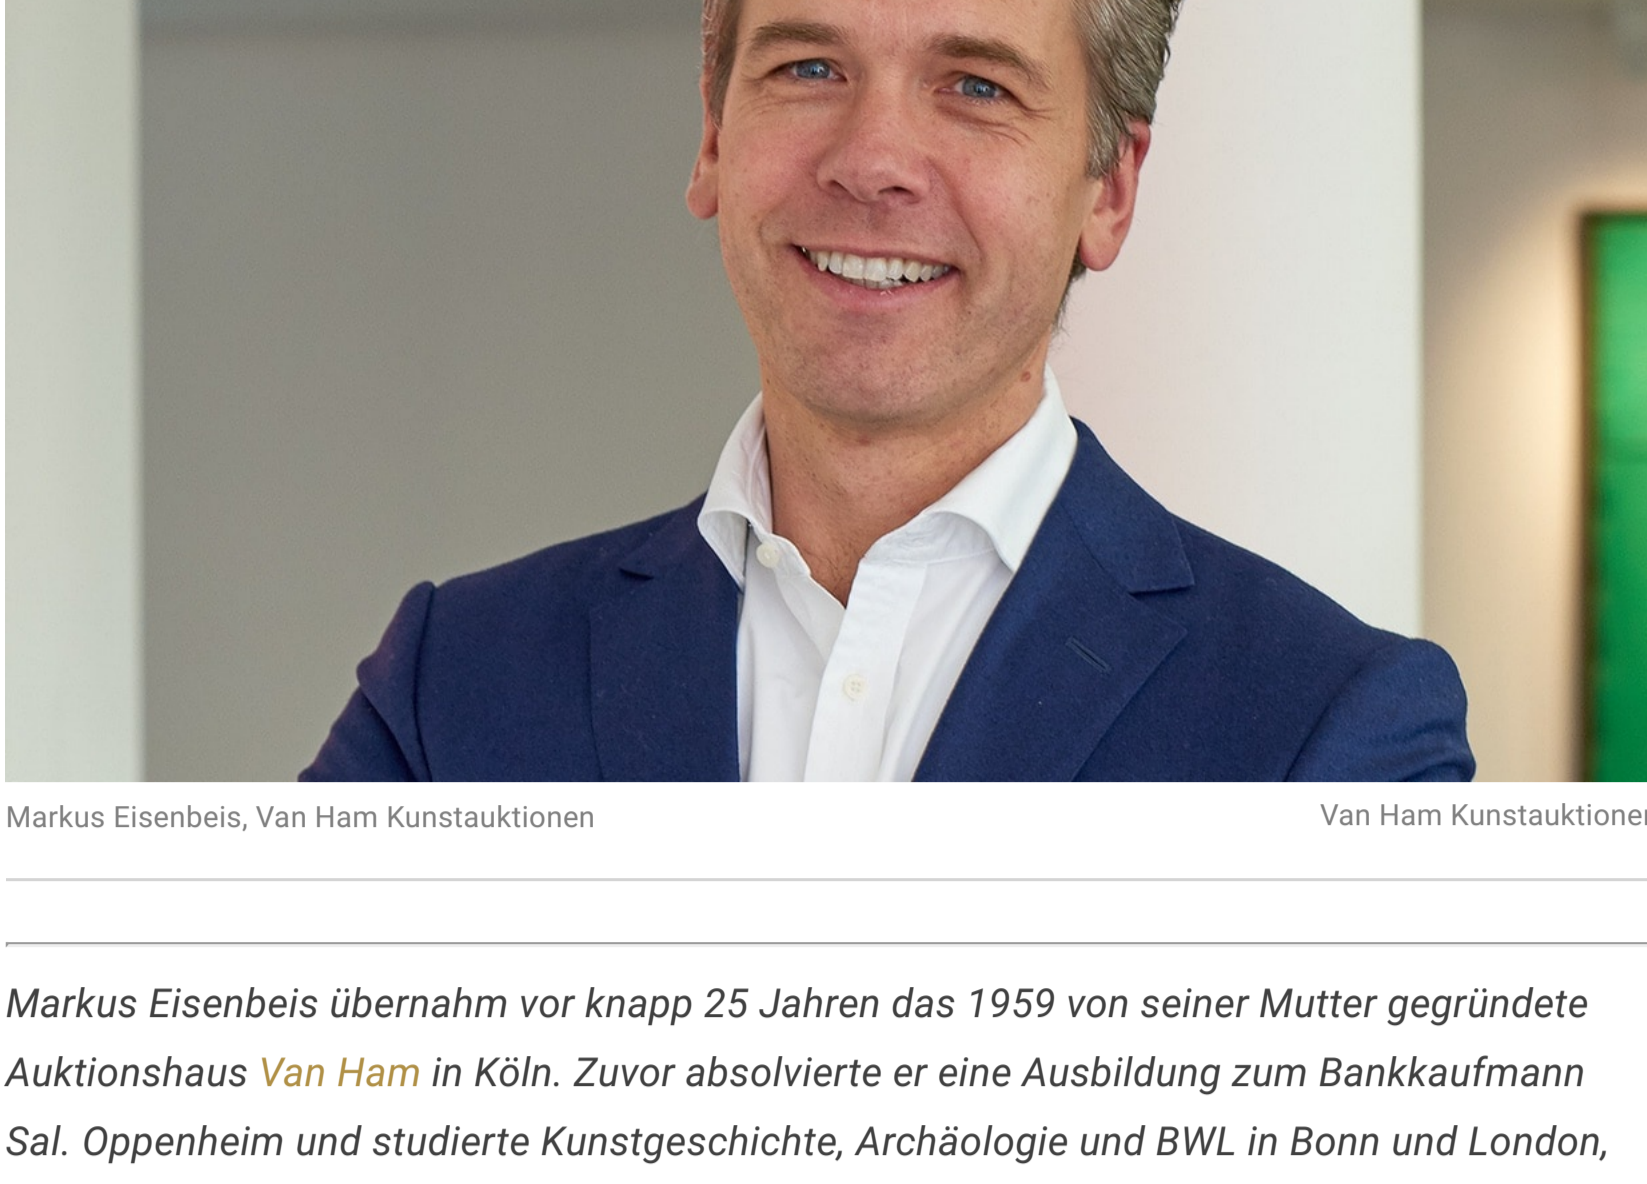 Markus Eisenbeis, Van Ham Kunstauktionen
Van Ham Kunstauktionen
Markus Eisenbeis übernahm vor knapp 25 Jahren das 1959 von seiner Mutter gegründete
Auktionshaus Van Ham in Köln. Zuvor absolvierte er eine Ausbildung zum Bankkaufmann
Sal. Oppenheim und studierte Kunstgeschichte, Archäologie und BWL in Bonn und London,